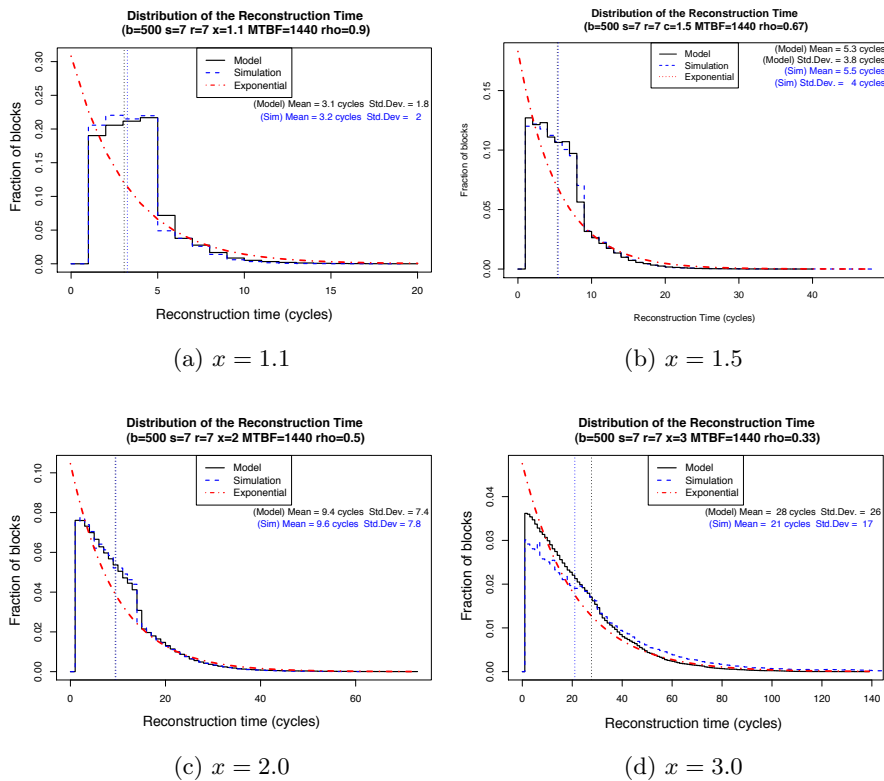 Distribution of the Reconstruction Time
(b=500 s=7 r=7 x=1.1 MTBF=1440 rho=0.9)
Model
Simulation
Exponential
(Model) Mean = 3.1 cycles Std.Dev. = 1.8
(Sim) Mean = 3.2 cycles Std.Dev = 2
Fraction of blocks
0.30
0.25
0.20
0.15
0.10
0.05
0.00
0 5 10 15 20
Reconstruction time (cycles)
(a) x = 1.1
Distribution of the Reconstruction Time
(b=500 s=7 r=7 c=1.5 MTBF=1440 rho=0.67)
Model
Simulation
Exponential
(Model) Mean = 5.3 cycles
(Model) Std.Dev. = 3.8 cycles
(Sim) Mean = 5.5 cycles
(Sim) Std.Dev. = 4 cycles
Fraction of blocks
0.15
0.10
0.05
0.00
0 10 20 30 40
Reconstruction Time (cycles)
(b) x = 1.5
Distribution of the Reconstruction Time
(b=500 s=7 r=7 x=2 MTBF=1440 rho=0.5)
Model
Simulation
Exponential
(Model) Mean = 9.4 cycles Std.Dev. = 7.4
(Sim) Mean = 9.6 cycles Std.Dev = 7.8
Fraction of blocks
0.10
0.08
0.06
0.04
0.02
0.00
0 20 40 60
Reconstruction time (cycles)
(c) x = 2.0
Distribution of the Reconstruction Time
(b=500 s=7 r=7 x=3 MTBF=1440 rho=0.33)
Model
Simulation
Exponential
(Model) Mean = 28 cycles Std.Dev. = 26
(Sim) Mean = 21 cycles Std.Dev = 17
Fraction of blocks
0.04
0.03
0.02
0.01
0.00
0 20 40 60 80 100 120 140
Reconstruction time (cycles)
(d) x = 3.0